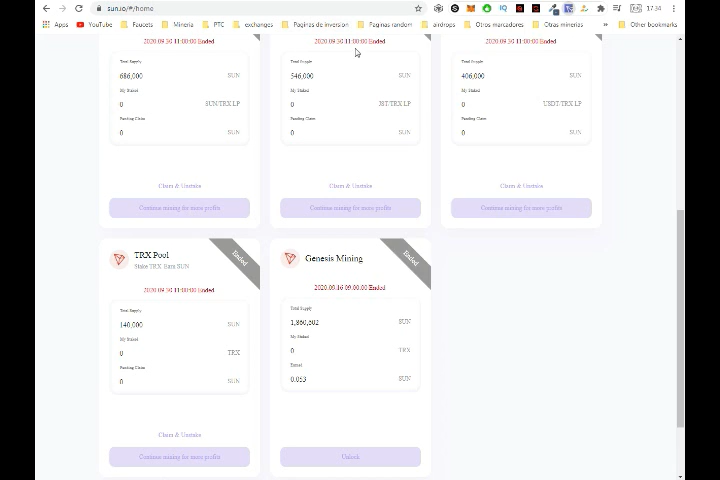 sun.io/#/home
17:34
Apps
YouTube
Faucets
Mineria
PTC
exchanges
Paginas de inversion
Paginas random
airdrops
Otros marcadores
Otras minerias
»
Other bookmarks
2020.09.30 11:00:00 Ended
Total Supply
686,000 SUN
My Staked
0 SUN/TRX LP
Pending Claim
0 SUN
Claim & Unstake
Continue mining for more profits
2020.09.30 11:00:00 Ended
Total Supply
546,000 SUN
My Staked
0 JST/TRX LP
Pending Claim
0 SUN
Claim & Unstake
Continue mining for more profits
2020.09.30 11:00:00 Ended
Total Supply
406,000 SUN
My Staked
0 USDT/TRX LP
Pending Claim
0 SUN
Claim & Unstake
Continue mining for more profits
TRX Pool
Stake TRX Earn SUN
Ended
2020.09.30 11:00:00 Ended
Total Supply
140,000 SUN
My Staked
0 TRX
Pending Claim
0 SUN
Claim & Unstake
Continue mining for more profits
Genesis Mining
Ended
2020.09.16 09:00:00 Ended
Total Supply
1,860,602 SUN
My Staked
0 TRX
Earned
0.053 SUN
Unlock